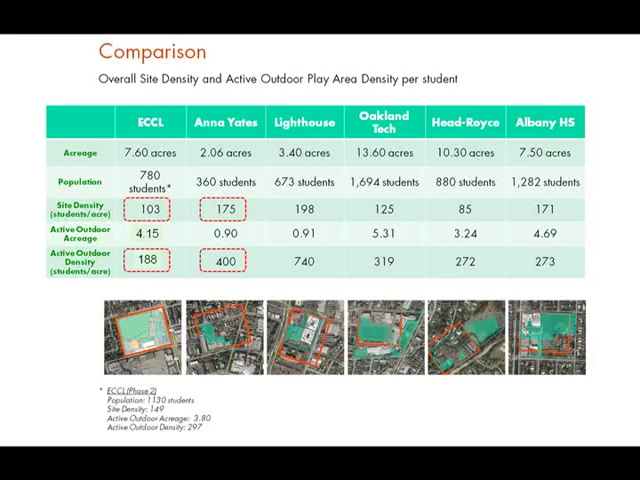 Comparison
Overall Site Density and Active Outdoor Play Area Density per student
ECCL Anna Yates Lighthouse Oakland Tech Head-Royce Albany HS
Acreage 7.60 acres 2.06 acres 3.40 acres 13.60 acres 10.30 acres 7.50 acres
Population 780 students* 360 students 673 students 1,694 students 880 students 1,282 students
Site Density (students/acre) 103 175 198 125 85 171
Active Outdoor Acreage 4.15 0.90 0.91 5.31 3.24 4.69
Active Outdoor Density (students/acre) 188 400 740 319 272 273
* ECCL (Phase 2)
Population: 1130 students
Site Density: 149
Active Outdoor Acreage: 3.80
Active Outdoor Density: 297